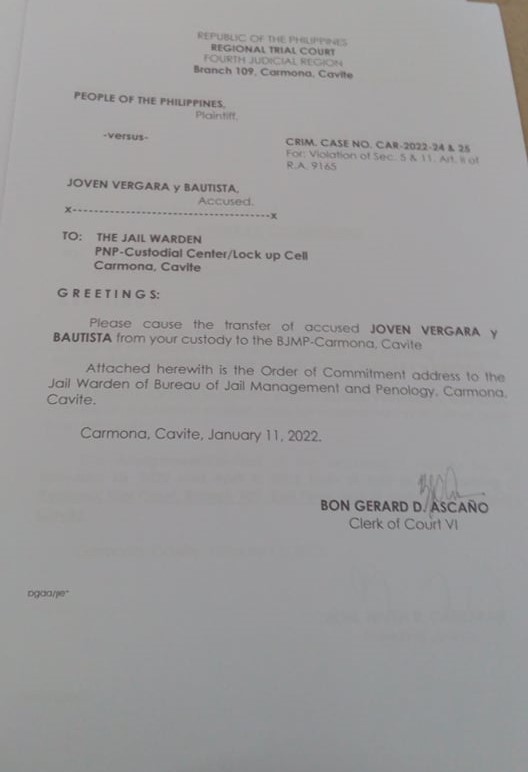 REPUBLIC OF THE PHILIPPINES
REGIONAL TRIAL COURT
FOURTH JUDICIAL REGION
Branch 109, Carmona, Cavite
PEOPLE OF THE PHILIPPINES,
Plaintiff,
-versus-
CRIM. CASE NO. CAR-2022-24 & 25
For: Violation of Sec. 5 & 11, Art. II of
R.A. 9165
JOVEN VERGARA y BAUTISTA,
Accused.
x-----------------------------------x
TO: THE JAIL WARDEN
PNP-Custodial Center/Lock up Cell
Carmona, Cavite
G R E E T I N G S:
Please cause the transfer of accused JOVEN VERGARA y
BAUTISTA from your custody to the BJMP-Carmona, Cavite
Attached herewith is the Order of Commitment address to the
Jail Warden of Bureau of Jail Management and Penology, Carmona,
Cavite.
Carmona, Cavite, January 11, 2022.
BON GERARD D. ASCAÑO
Clerk of Court VI